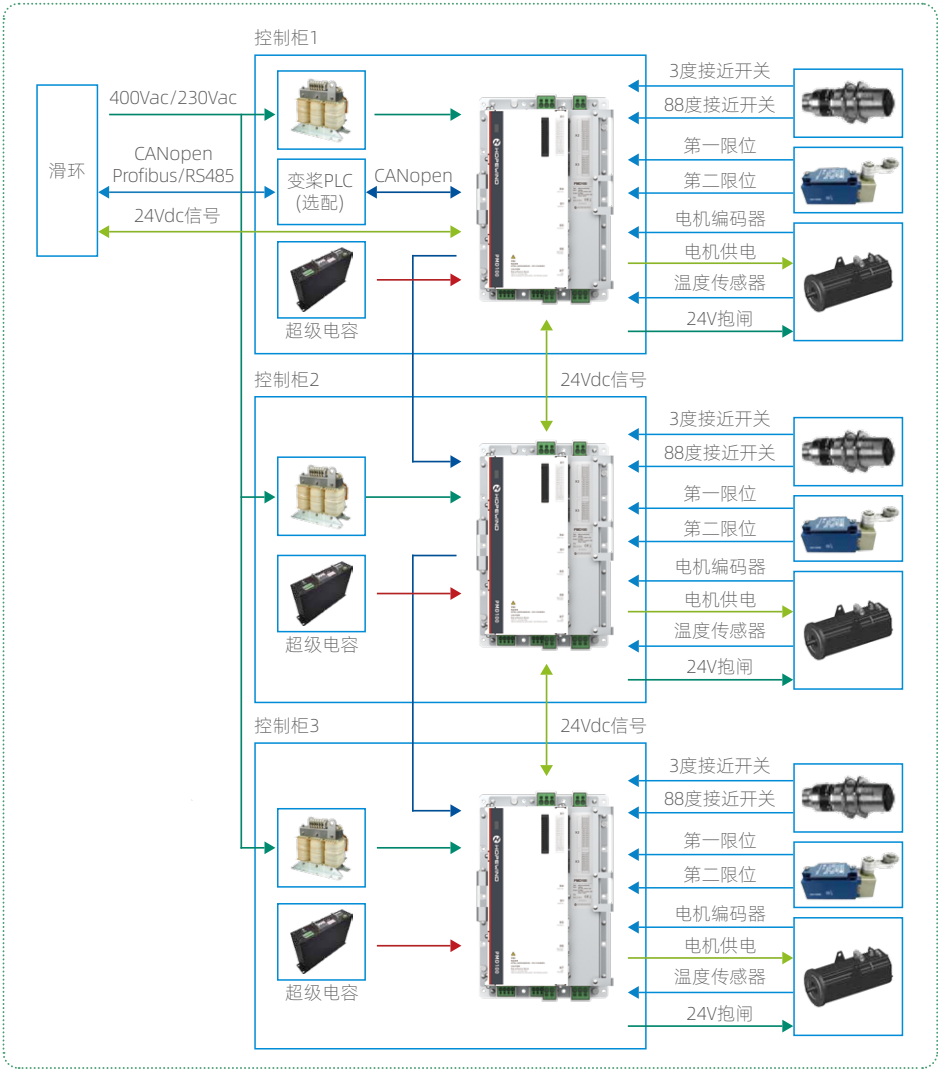 控制柜1
滑环
400Vac/230Vac
CANopen
Profibus/RS485
24Vdc信号
变桨PLC
(选配)
CANopen
超级电容
HOPEWIND
PMD100
3度接近开关
88度接近开关
第一限位
第二限位
电机编码器
电机供电
温度传感器
24V抱闸
控制柜2
24Vdc信号
超级电容
HOPEWIND
PMD100
3度接近开关
88度接近开关
第一限位
第二限位
电机编码器
电机供电
温度传感器
24V抱闸
控制柜3
24Vdc信号
超级电容
HOPEWIND
PMD100
3度接近开关
88度接近开关
第一限位
第二限位
电机编码器
电机供电
温度传感器
24V抱闸